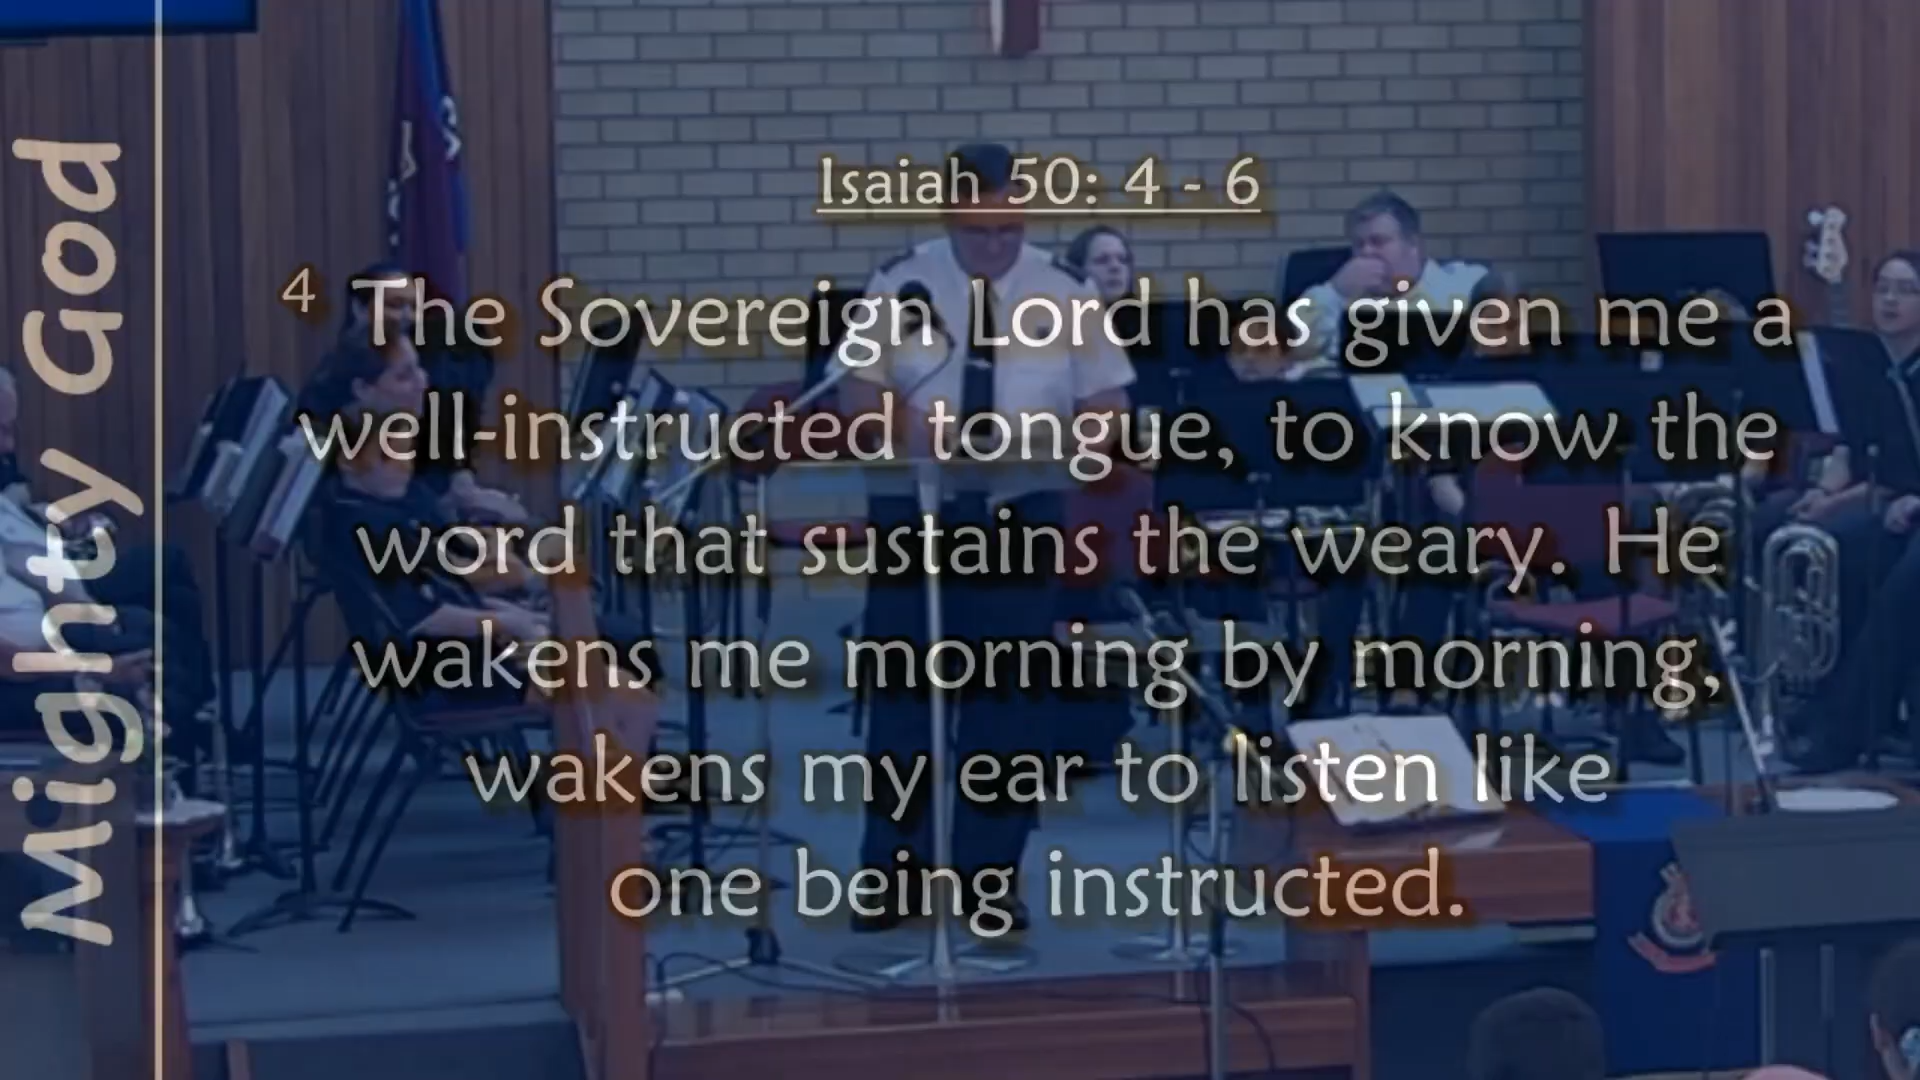 Mighty God
Isaiah 50: 4 - 6
4 The Sovereign Lord has given me a
well-instructed tongue, to know the
word that sustains the weary. He
wakens me morning by morning,
wakens my ear to listen like
one being instructed.